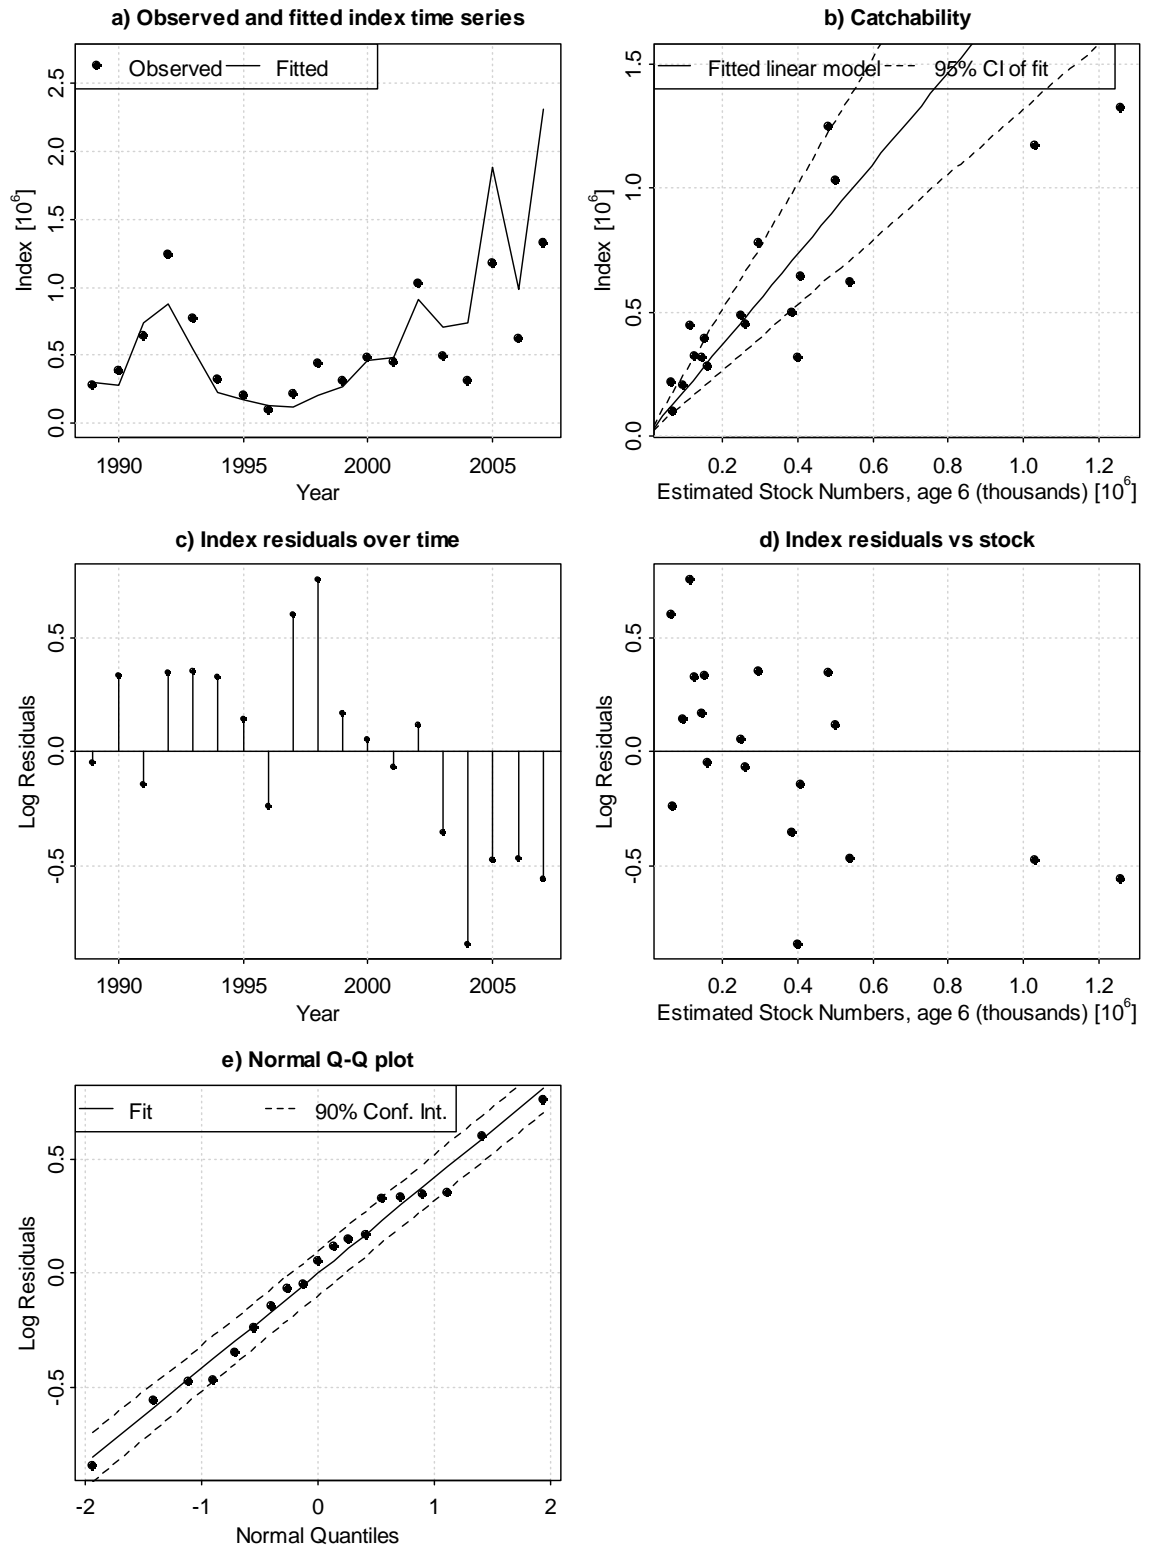 a) Observed and fitted index time series
Observed Fitted
2.5
2.0
1.5
1.0
0.5
0.0
Index [10^6]
1990 1995 2000 2005
Year
b) Catchability
Fitted linear model 95% CI of fit
1.5
1.0
0.5
0.0
Index [10^6]
0.2 0.4 0.6 0.8 1.0 1.2
Estimated Stock Numbers, age 6 (thousands) [10^6]
c) Index residuals over time
0.5
0.0
-0.5
Log Residuals
1990 1995 2000 2005
Year
d) Index residuals vs stock
0.5
0.0
-0.5
Log Residuals
0.2 0.4 0.6 0.8 1.0 1.2
Estimated Stock Numbers, age 6 (thousands) [10^6]
e) Normal Q-Q plot
Fit 90% Conf. Int.
0.5
0.0
-0.5
Log Residuals
-2 -1 0 1 2
Normal Quantiles